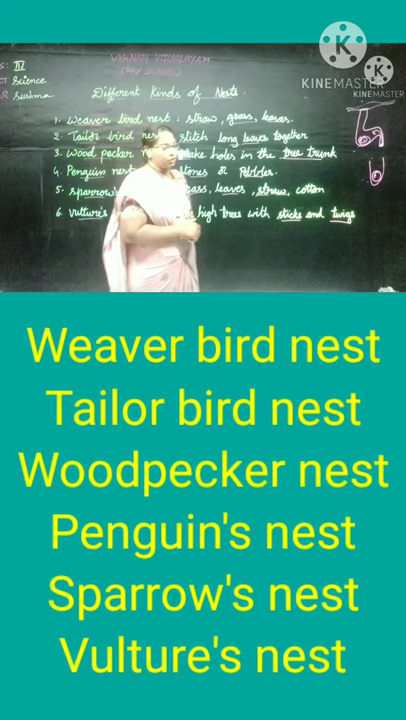 KINEMASTER
KINEMASTER
VIGNAN VIDYALAYAM
S: IV
Science
Sushma
Different Kinds of Nests.
1. Weaver bird nest : straw, grass, leaves.
2. Tailor bird nest stitch long leaves together
3. Wood pecker make holes in the tree trunk
4. Penguin nest stones or Pebbles.
5. Sparrow's grass, leaves, straw, cotton
6. Vulture's high trees with sticks and twigs
Weaver bird nest
Tailor bird nest
Woodpecker nest
Penguin's nest
Sparrow's nest
Vulture's nest